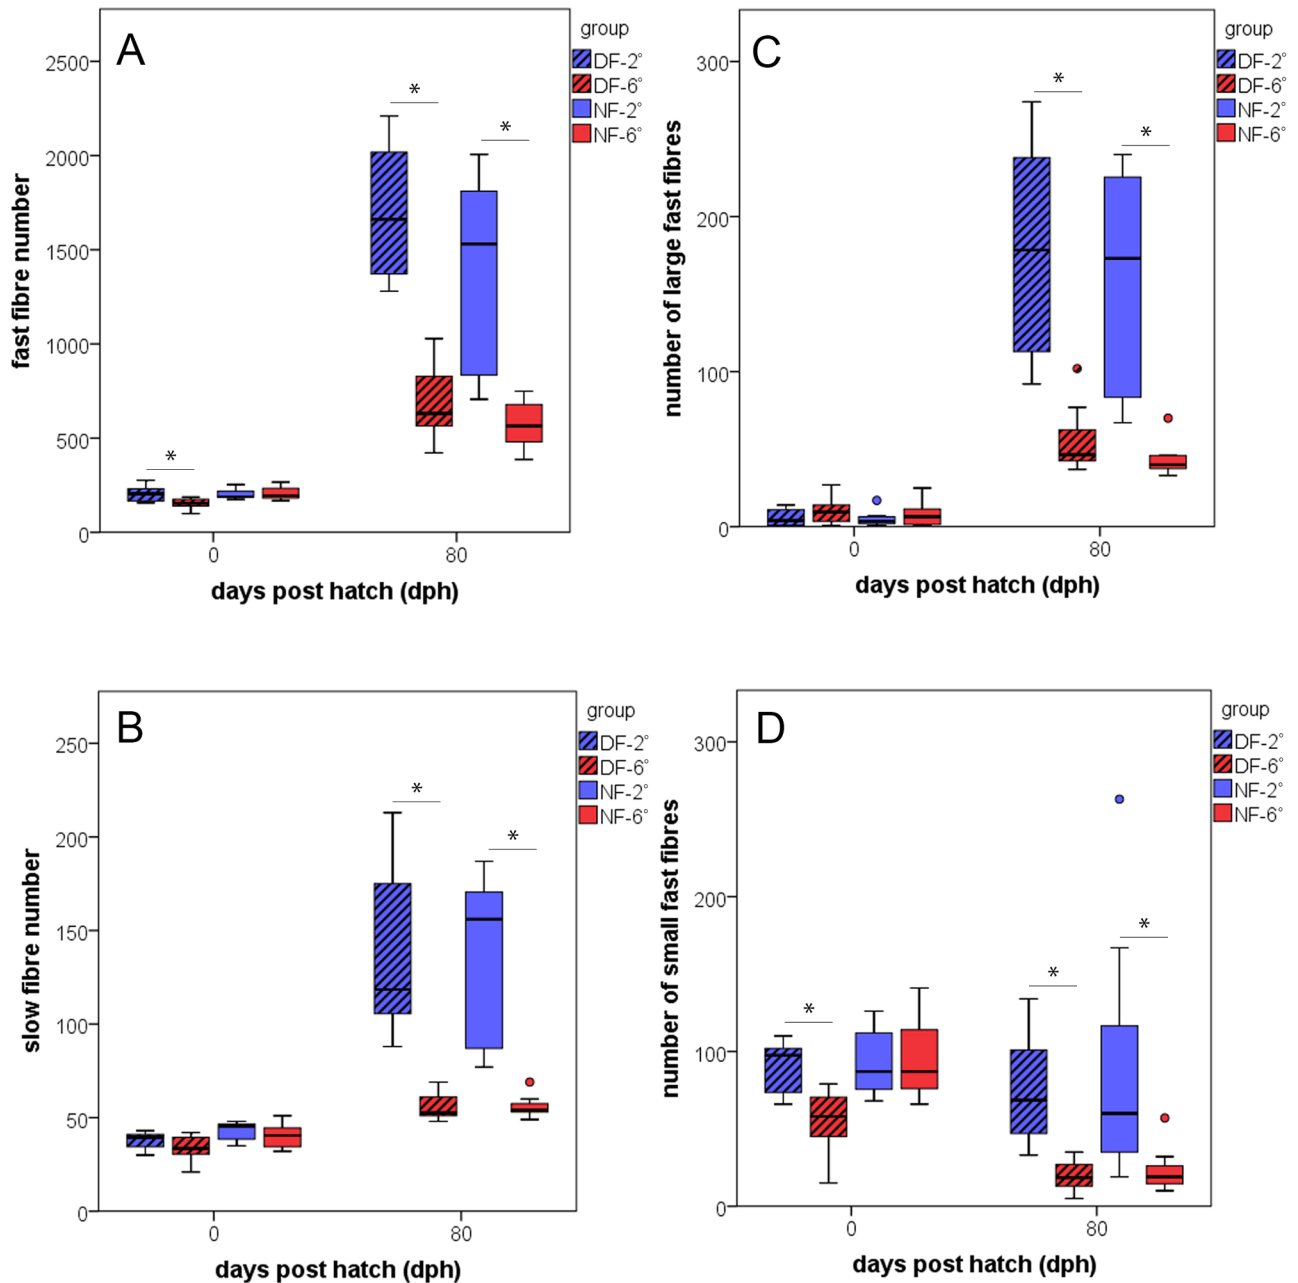 A
group
DF-2°
DF-6°
NF-2°
NF-6°
2500
2000
1500
1000
500
0
*
*
*
0
80
fast fibre number
days post hatch (dph)
C
group
DF-2°
DF-6°
NF-2°
NF-6°
300
200
100
0
*
*
0
80
number of large fast fibres
days post hatch (dph)
B
group
DF-2°
DF-6°
NF-2°
NF-6°
250
200
150
100
50
0
*
*
0
80
slow fibre number
days post hatch (dph)
D
group
DF-2°
DF-6°
NF-2°
NF-6°
300
200
100
0
*
*
*
0
80
number of small fast fibres
days post hatch (dph)